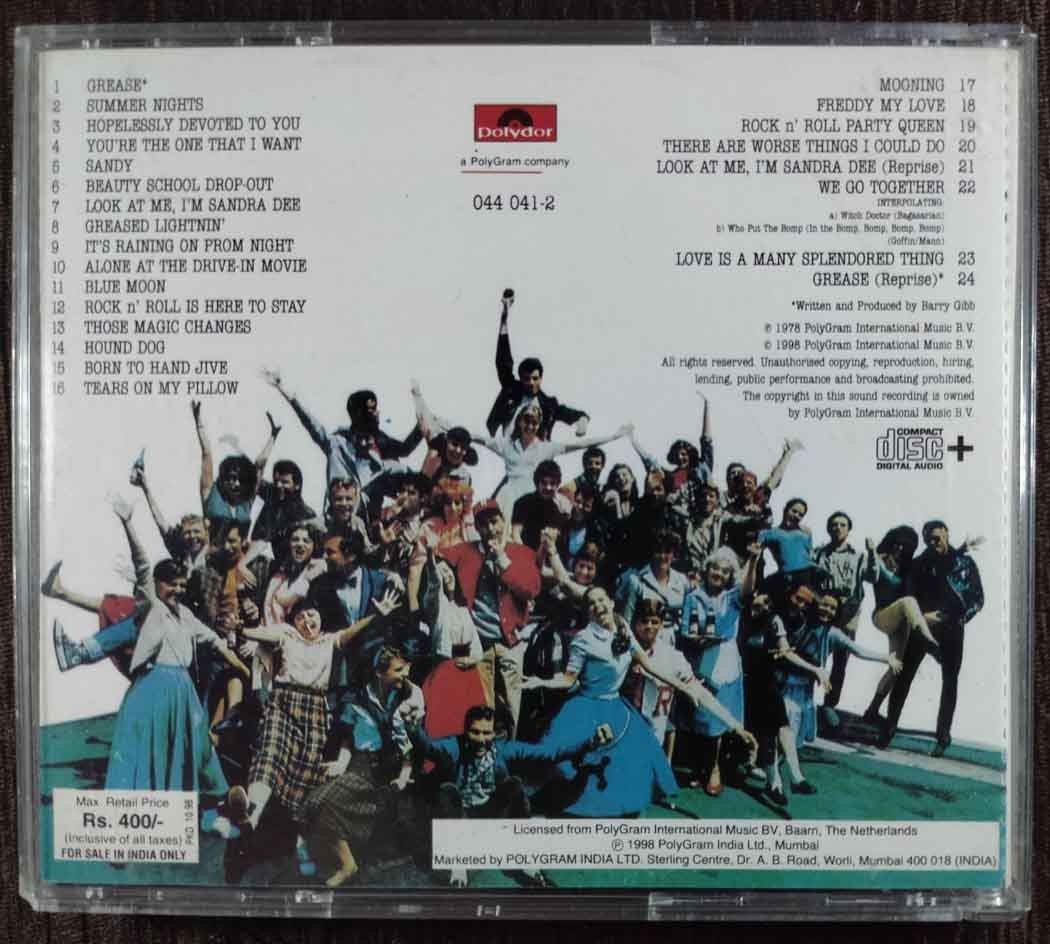 1 GREASE*
2 SUMMER NIGHTS
3 HOPELESSLY DEVOTED TO YOU
4 YOU'RE THE ONE THAT I WANT
5 SANDY
6 BEAUTY SCHOOL DROP-OUT
7 LOOK AT ME, I'M SANDRA DEE
8 GREASED LIGHTNIN'
9 IT'S RAINING ON PROM NIGHT
10 ALONE AT THE DRIVE-IN MOVIE
11 BLUE MOON
12 ROCK n' ROLL IS HERE TO STAY
13 THOSE MAGIC CHANGES
14 HOUND DOG
15 BORN TO HAND JIVE
16 TEARS ON MY PILLOW
Polydor
a PolyGram company
044 041-2
MOONING 17
FREDDY MY LOVE 18
ROCK n' ROLL PARTY QUEEN 19
THERE ARE WORSE THINGS I COULD DO 20
LOOK AT ME, I'M SANDRA DEE (Reprise) 21
WE GO TOGETHER 22
INTERPOLATING
a) Witch Doctor (Bagasarian)
b) Who Put The Bomp (In the Bomp, Bomp, Bomp, Bomp)
(Goffin/Mann)
LOVE IS A MANY SPLENDORED THING 23
GREASE (Reprise)* 24
*Written and Produced by Barry Gibb
℗ 1978 PolyGram International Music B.V.
© 1998 PolyGram International Music B.V.
All rights reserved. Unauthorised copying, reproduction, hiring,
lending, public performance and broadcasting prohibited.
The copyright in this sound recording is owned
by PolyGram International Music B.V.
COMPACT
disc+
DIGITAL AUDIO
R
Max. Retail Price
Rs. 400/-
(Inclusive of all taxes)
FOR SALE IN INDIA ONLY
PKD 10 98
Licensed from PolyGram International Music BV, Baarn, The Netherlands
℗ 1998 PolyGram India Ltd., Mumbai
Marketed by POLYGRAM INDIA LTD. Sterling Centre, Dr. A. B. Road, Worli, Mumbai 400 018 (INDIA)